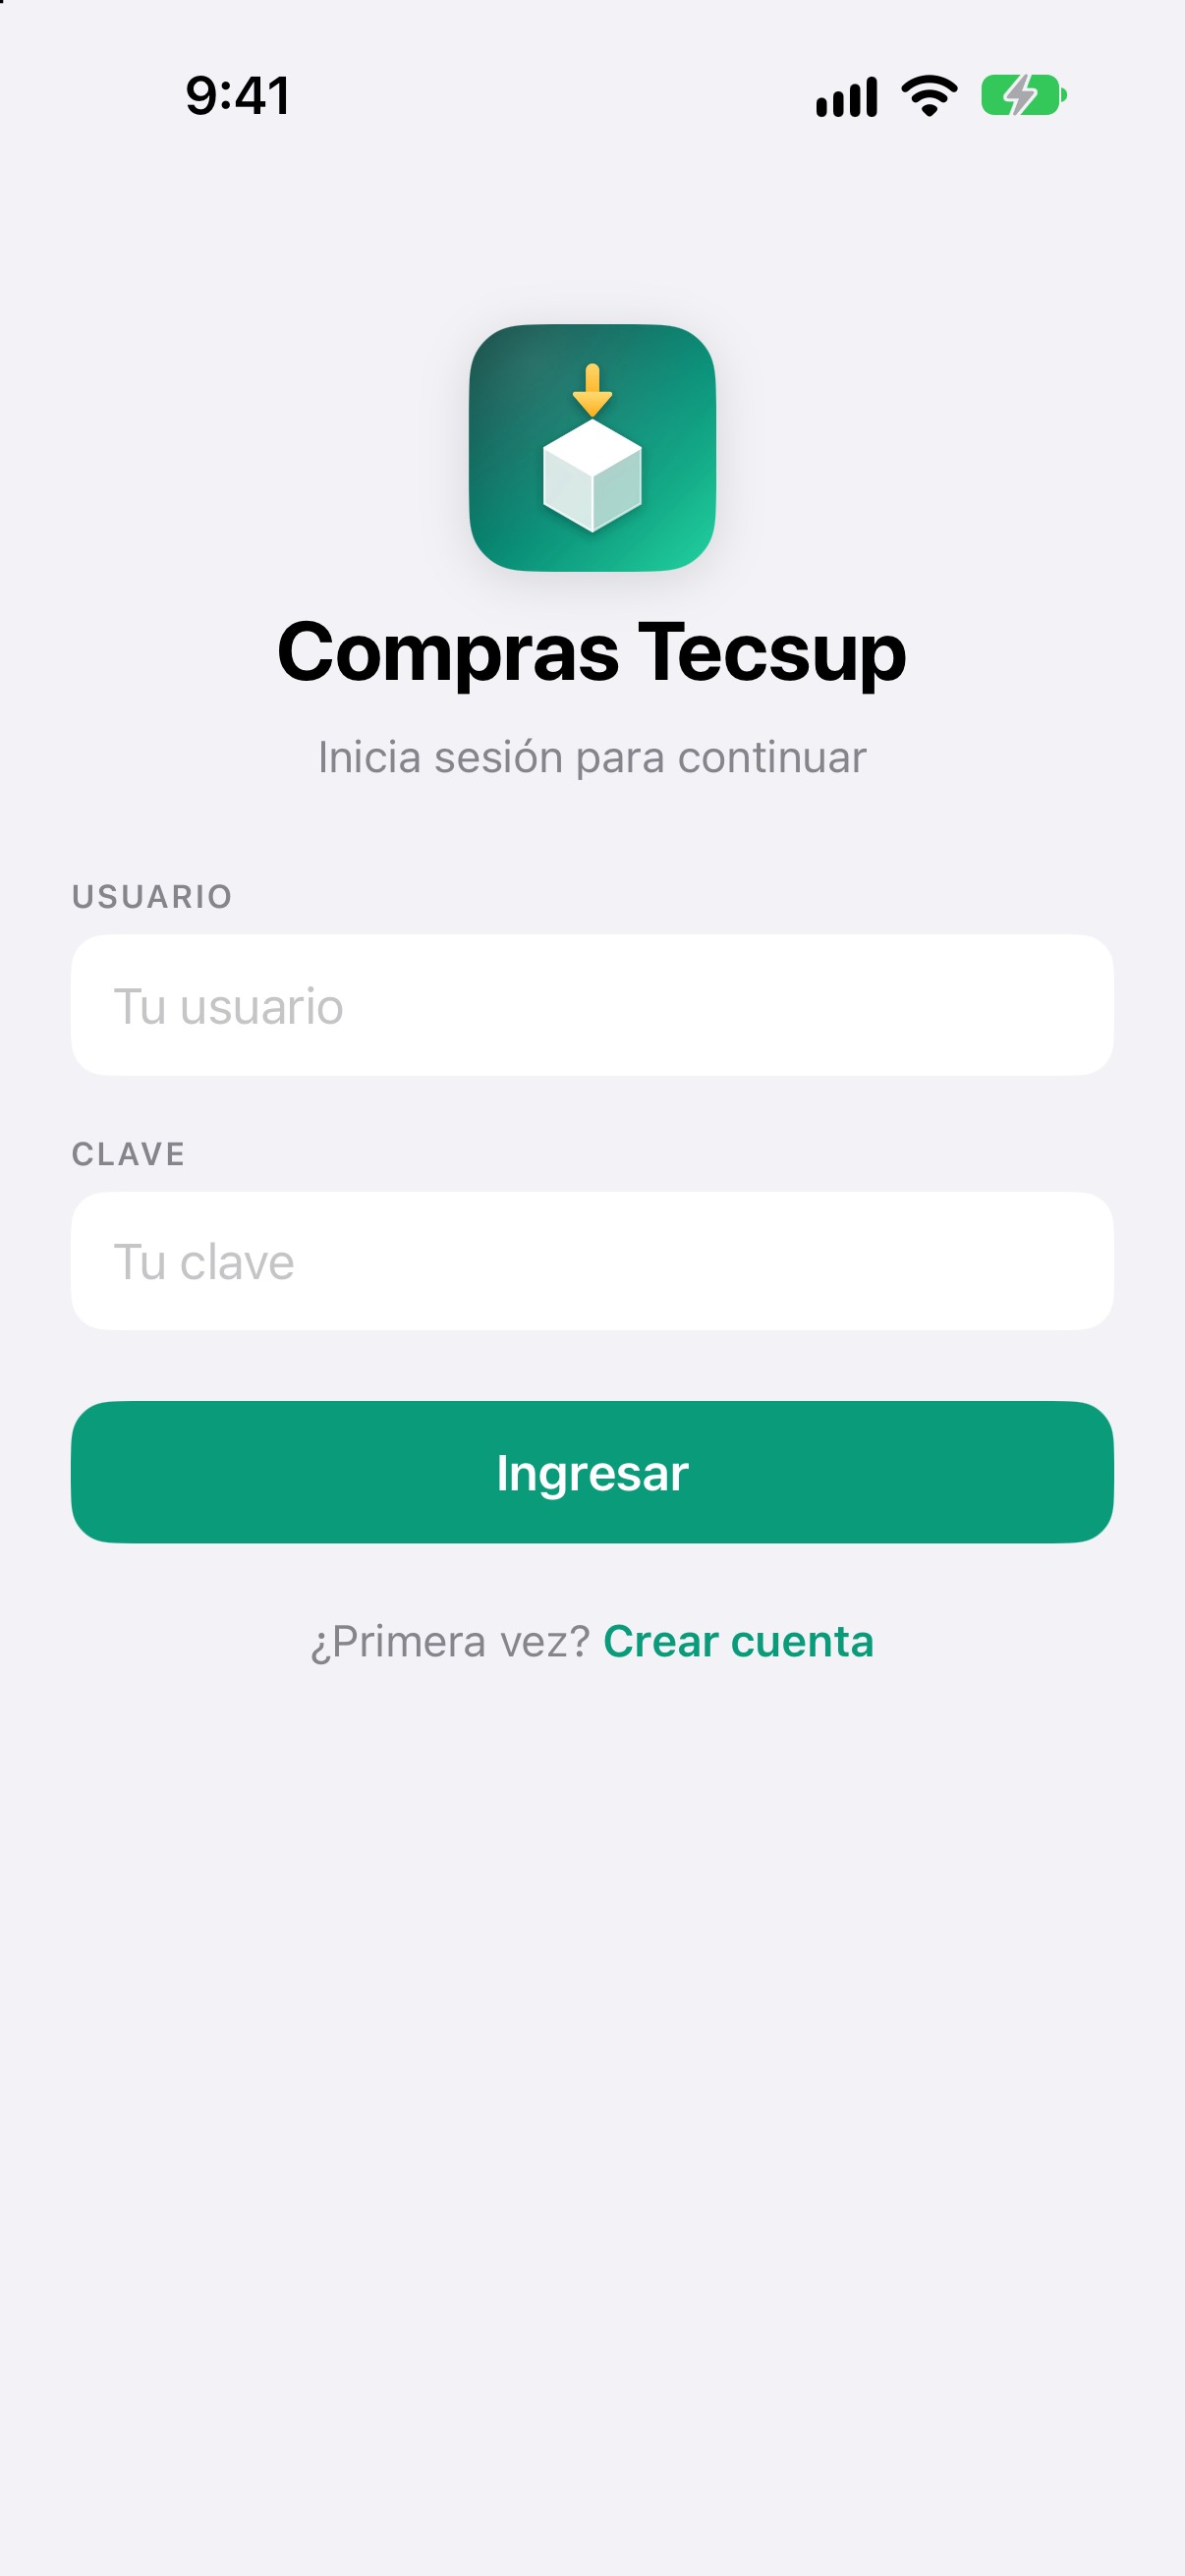 9:41
Compras Tecsup
Inicia sesión para continuar
USUARIO
Tu usuario
CLAVE
Tu clave
Ingresar
¿Primera vez? Crear cuenta